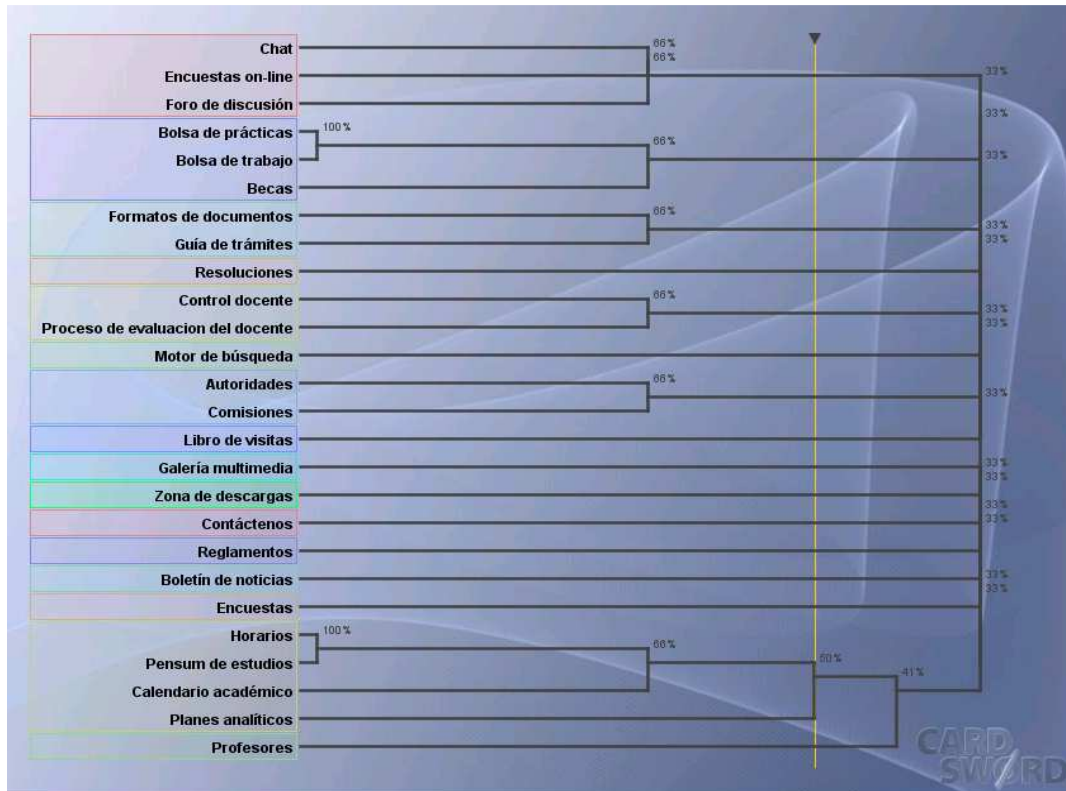 Chat
66%
66%
Encuestas on-line
33%
Foro de discusión
33%
Bolsa de prácticas
100%
66%
Bolsa de trabajo
33%
Becas
Formatos de documentos
66%
33%
Guía de trámites
33%
Resoluciones
Control docente
66%
33%
Proceso de evaluacion del docente
33%
Motor de búsqueda
Autoridades
66%
33%
Comisiones
Libro de visitas
Galería multimedia
33%
33%
Zona de descargas
33%
Contáctenos
33%
Reglamentos
Boletín de noticias
33%
33%
Encuestas
Horarios
100%
66%
Pensum de estudios
50%
41%
Calendario académico
Planes analíticos
Profesores
CARD
SWORD